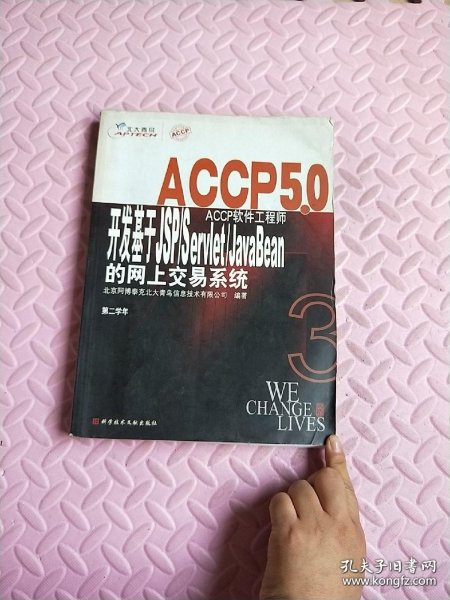 北大青鸟
APTECH
ACCP
ACCP5.0
ACCP软件工程师
开发基于JSP/Servlet/JavaBean
的网上交易系统
北京阿博泰克北大青鸟信息技术有限公司 编著
第二学年
3
WE
CHANGE
LIVES
科学技术文献出版社
孔夫子旧书网
www.kongfz.com